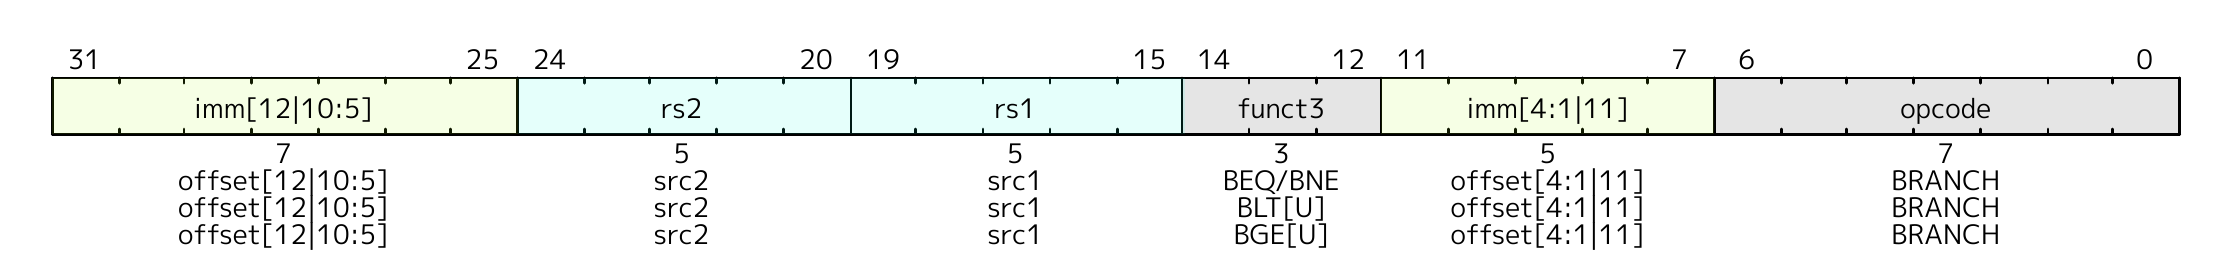 31 25 24 20 19 15 14 12 11 7 6 0
imm[12|10:5] rs2 rs1 funct3 imm[4:1|11] opcode
7 5 5 3 5 7
offset[12|10:5] src2 src1 BEQ/BNE offset[4:1|11] BRANCH
offset[12|10:5] src2 src1 BLT[U] offset[4:1|11] BRANCH
offset[12|10:5] src2 src1 BGE[U] offset[4:1|11] BRANCH